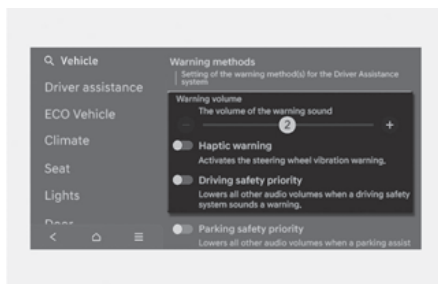 Vehicle
Driver assistance
ECO Vehicle
Climate
Seat
Lights
Door
Warning methods
Setting of the warning method(s) for the Driver Assistance
system
Warning volume
The volume of the warning sound
2
Haptic warning
Activates the steering wheel vibration warning.
Driving safety priority
Lowers all other audio volumes when a driving safety
system sounds a warning.
Parking safety priority
Lowers all other audio volumes when a parking assist